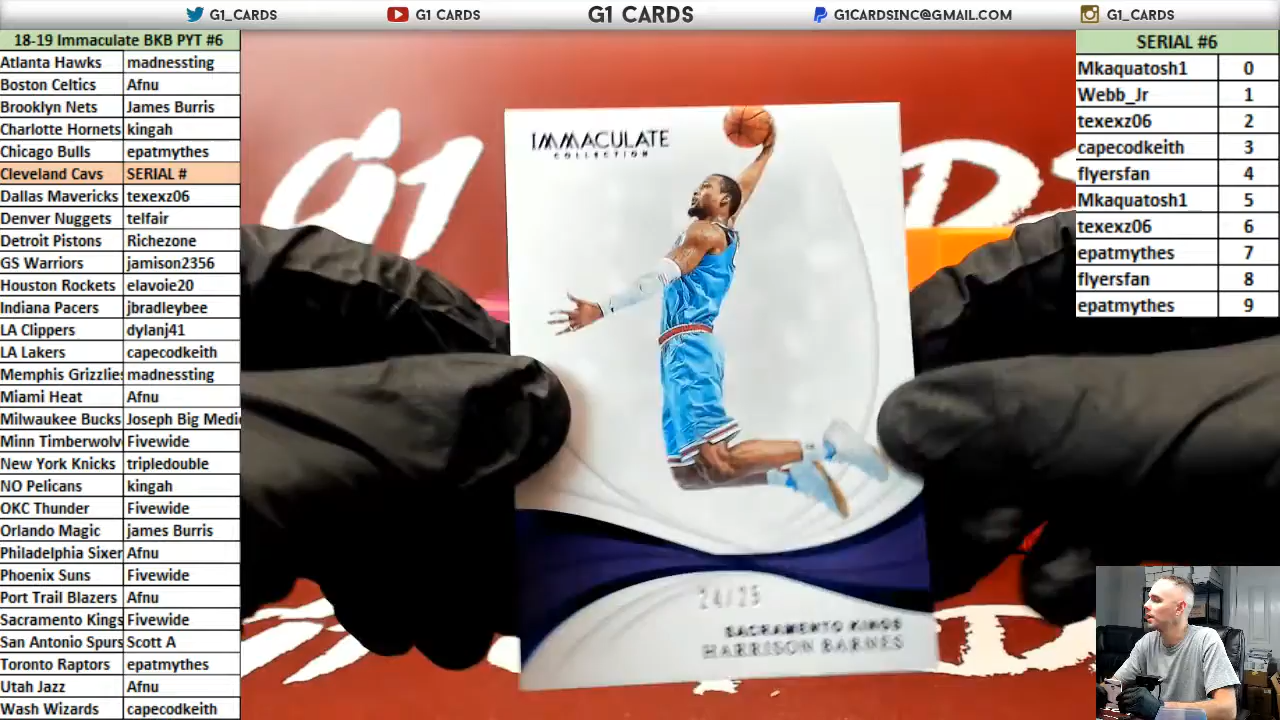 G1_CARDS
G1 CARDS
G1 CARDS
G1CARDSINC@GMAIL.COM
G1_CARDS
18-19 Immaculate BKB PYT #6
Atlanta Hawks madnessting
Boston Celtics Afnu
Brooklyn Nets James Burris
Charlotte Hornets kingah
Chicago Bulls epatmythes
Cleveland Cavs SERIAL #
Dallas Mavericks texexz06
Denver Nuggets telfair
Detroit Pistons Richezone
GS Warriors jamison2356
Houston Rockets elavoie20
Indiana Pacers jbradleybee
LA Clippers dylanj41
LA Lakers capecodkeith
Memphis Grizzlies madnessting
Miami Heat Afnu
Milwaukee Bucks Joseph Big Medi
Minn Timberwolv Fivewide
New York Knicks tripledouble
NO Pelicans kingah
OKC Thunder Fivewide
Orlando Magic james Burris
Philadelphia Sixer Afnu
Phoenix Suns Fivewide
Port Trail Blazers Afnu
Sacramento Kings Fivewide
San Antonio Spurs Scott A
Toronto Raptors epatmythes
Utah Jazz Afnu
Wash Wizards capecodkeith
G1
IMMACULATE
COLLECTION
24/25
SACRAMENTO KINGS
HARRISON BARNES
SERIAL #6
Mkaquatosh1 0
Webb_Jr 1
texexz06 2
capecodkeith 3
flyersfan 4
Mkaquatosh1 5
texexz06 6
epatmythes 7
flyersfan 8
epatmythes 9